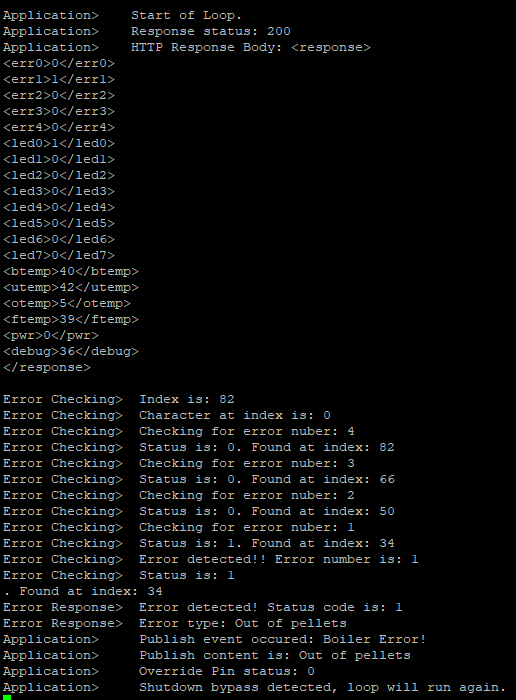 Application>    Start of Loop.
Application>    Response status: 200
Application>    HTTP Response Body: <response>
<err0>0</err0>
<err1>1</err1>
<err2>0</err2>
<err3>0</err3>
<err4>0</err4>
<led0>1</led0>
<led1>0</led1>
<led2>0</led2>
<led3>0</led3>
<led4>0</led4>
<led5>0</led5>
<led6>0</led6>
<led7>0</led7>
<btemp>40</btemp>
<utemp>42</utemp>
<otemp>5</otemp>
<ftemp>39</ftemp>
<pwr>0</pwr>
<debug>36</debug>
</response>

Error Checking>  Index is: 82
Error Checking>  Character at index is: 0
Error Checking>  Checking for error nuber: 4
Error Checking>  Status is: 0. Found at index: 82
Error Checking>  Checking for error nuber: 3
Error Checking>  Status is: 0. Found at index: 66
Error Checking>  Checking for error nuber: 2
Error Checking>  Status is: 0. Found at index: 50
Error Checking>  Checking for error nuber: 1
Error Checking>  Status is: 1. Found at index: 34
Error Checking>  Error detected!! Error number is: 1
Error Checking>  Status is: 1
. Found at index: 34
Error Response>  Error detected! Status code is: 1
Error Response>  Error type: Out of pellets
Application>     Publish event occured: Boiler Error!
Application>     Publish content is: Out of pellets
Application>     Override Pin status: 0
Application>     Shutdown bypass detected, loop will run again.